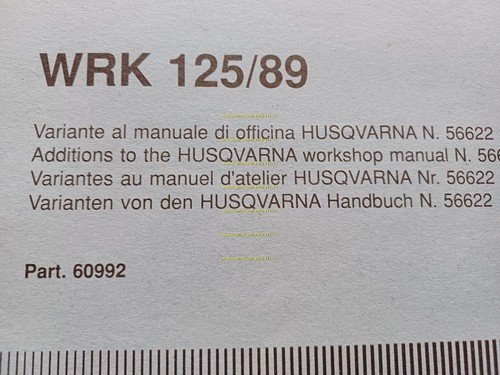 WRK 125/89
Variante al manuale di officina HUSQVARNA N. 56622
Additions to the HUSQVARNA workshop manual N. 566
Variantes au manuel d'atelier HUSQVARNA Nr. 56622
Varianten von den HUSQVARNA Handbuch N. 56622
Part. 60992